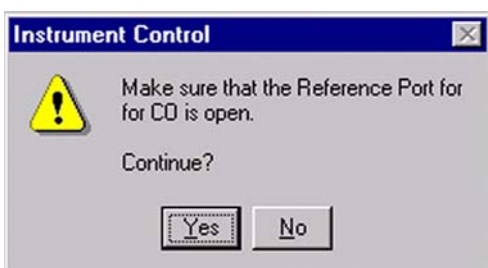 Instrument Control
Make sure that the Reference Port for
for CO is open.
Continue?
Yes No